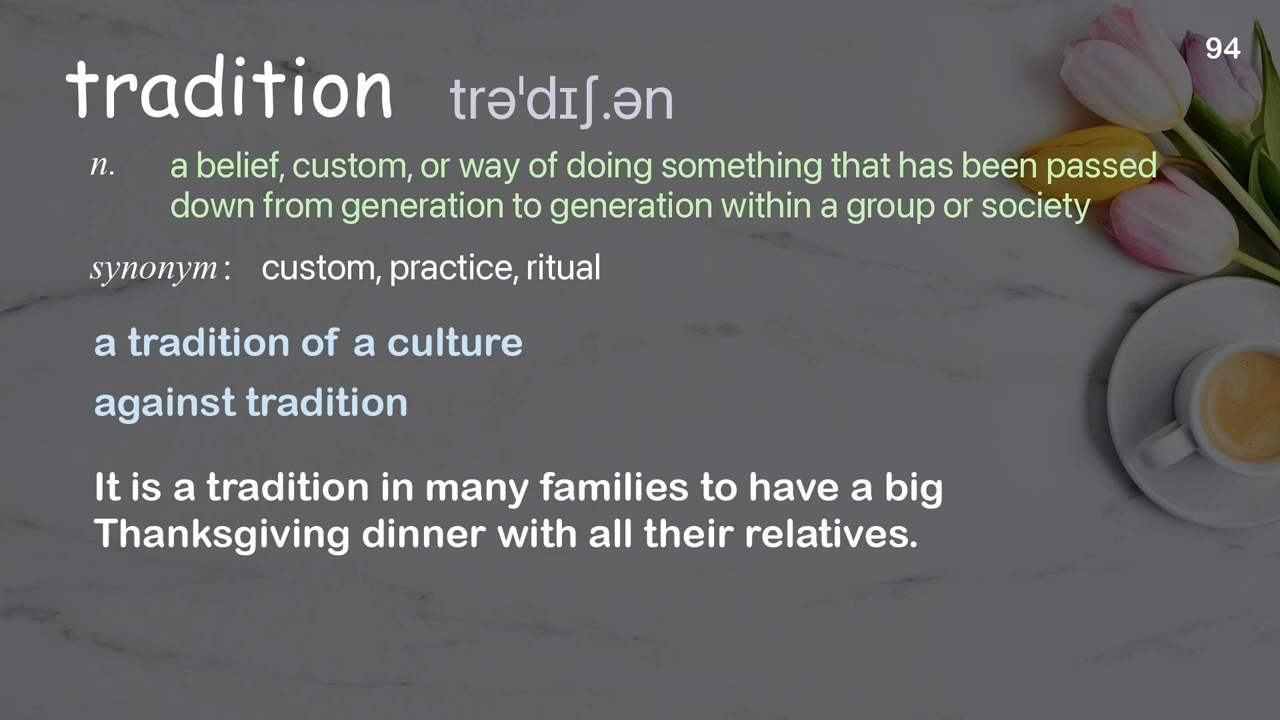 94
tradition trəˈdɪʃ.ən
n. a belief, custom, or way of doing something that has been passed
down from generation to generation within a group or society
synonym: custom, practice, ritual
a tradition of a culture
against tradition
It is a tradition in many families to have a big
Thanksgiving dinner with all their relatives.